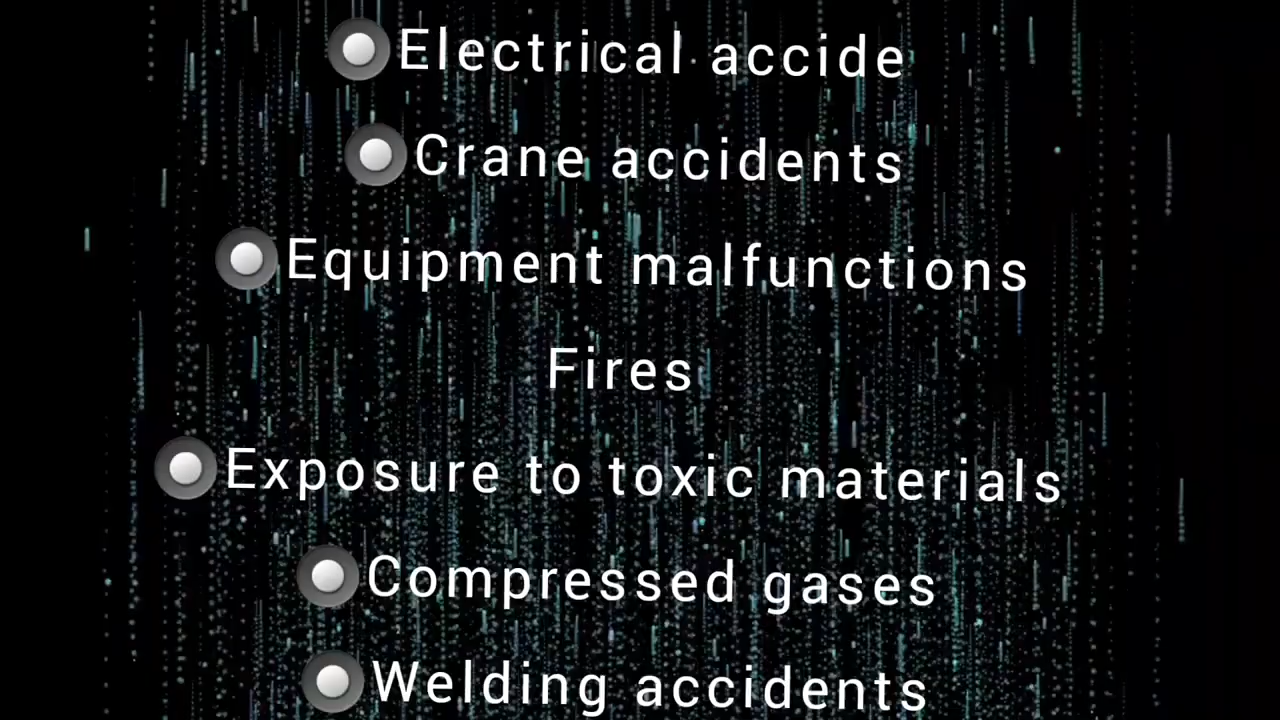 Electrical accide
Crane accidents
Equipment malfunctions
Fires
Exposure to toxic materials
Compressed gases
Welding accidents